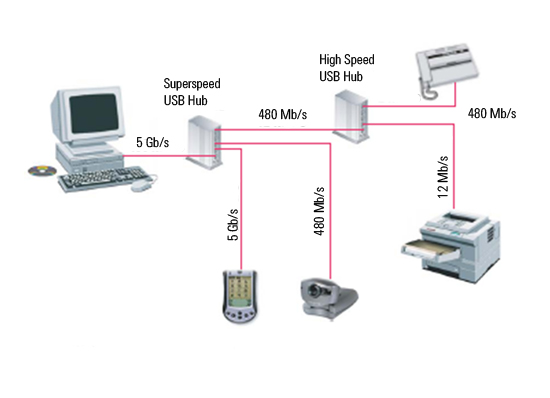 High Speed
USB Hub
Superspeed
USB Hub
480 Mb/s
480 Mb/s
5 Gb/s
12 Mb/s
5 Gb/s
480 Mb/s